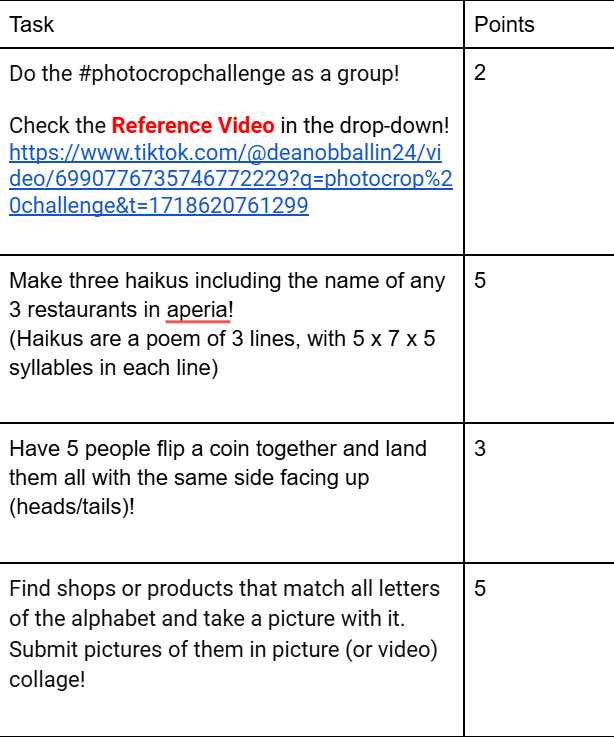 Task
Points
Do the #photocropchallenge as a group!
2
Check the Reference Video in the drop-down!
https://www.tiktok.com/@deanobballin24/vi
deo/6990776735746772229?q=photocrop%2
0challenge&t=1718620761299
Make three haikus including the name of any
5
3 restaurants in aperia!
(Haikus are a poem of 3 lines, with 5 x 7 x 5
syllables in each line)
Have 5 people flip a coin together and land
3
them all with the same side facing up
(heads/tails)!
Find shops or products that match all letters
5
of the alphabet and take a picture with it.
Submit pictures of them in picture (or video)
collage!